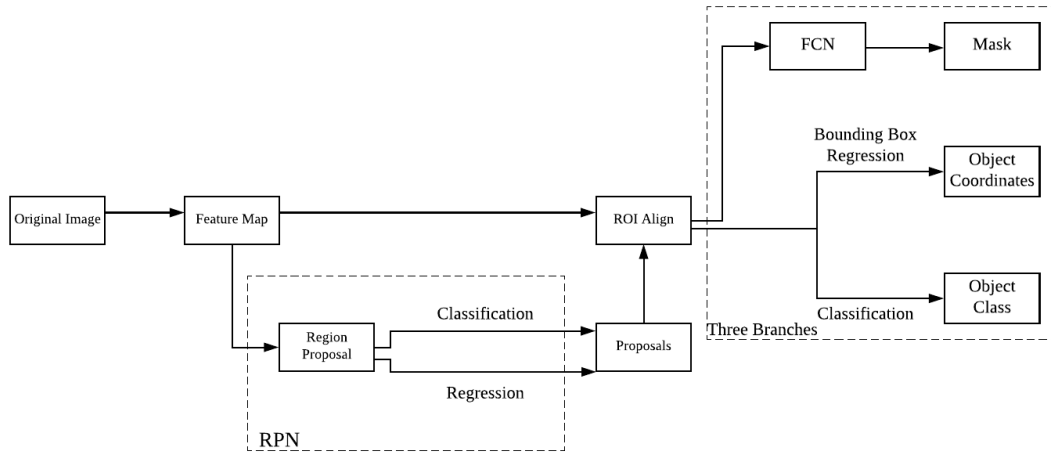 FCN
Mask
Bounding Box
Regression
Object
Coordinates
Original Image
Feature Map
ROI Align
Classification
Object
Class
Three Branches
Region
Proposal
Classification
Regression
Proposals
RPN